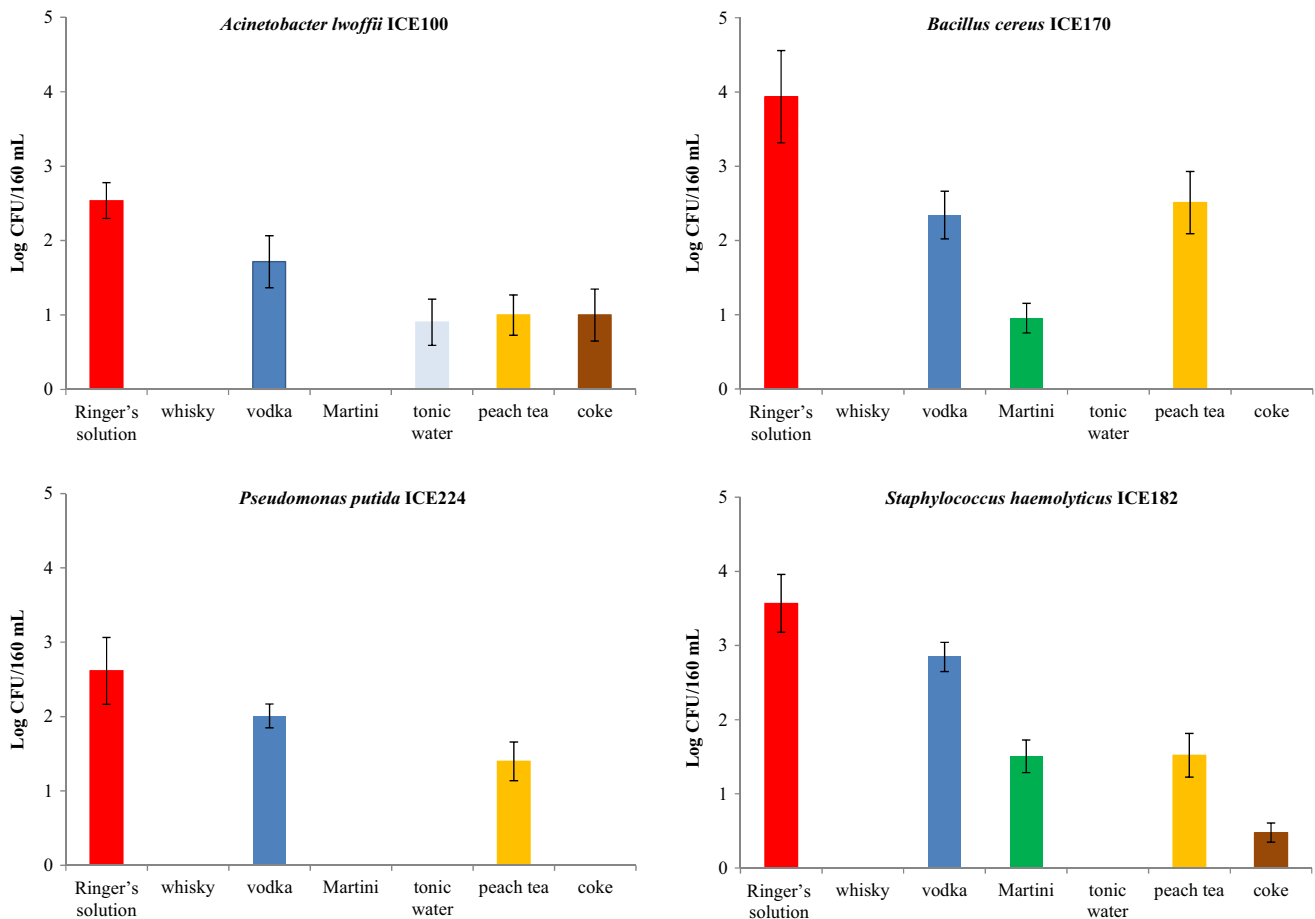 Acinetobacter lwoffii ICE100
Log CFU/160 mL
5
4
3
2
1
0
Ringer's whisky vodka Martini tonic peach tea coke
solution water
Bacillus cereus ICE170
Log CFU/160 mL
5
4
3
2
1
0
Ringer's whisky vodka Martini tonic peach tea coke
solution water
Pseudomonas putida ICE224
Log CFU/160 mL
5
4
3
2
1
0
Ringer's whisky vodka Martini tonic peach tea coke
solution water
Staphylococcus haemolyticus ICE182
Log CFU/160 mL
5
4
3
2
1
0
Ringer's whisky vodka Martini tonic peach tea coke
solution water